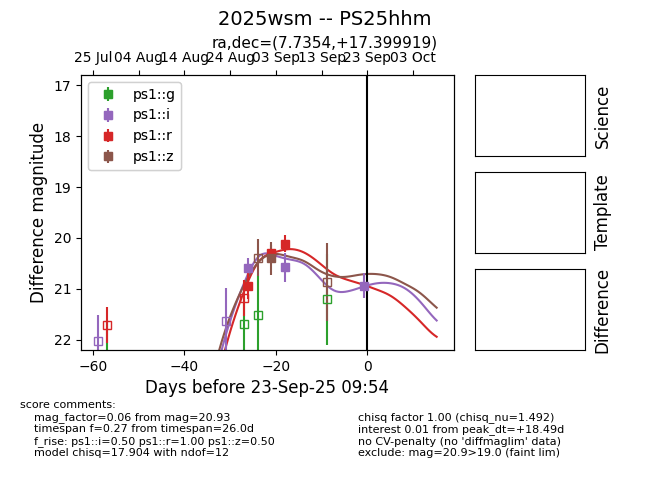 2025wsm -- PS25hhm
ra,dec=(7.7354,+17.399919)
25 Jul 04 Aug 14 Aug 24 Aug 03 Sep 13 Sep 23 Sep 03 Oct
17
18
19
20
21
22
Difference magnitude
ps1::g
ps1::i
ps1::r
ps1::z
−60 −40 −20 0
Days before 23-Sep-25 09:54
Science
Template
Difference
score comments:
mag_factor=0.06 from mag=20.93
timespan f=0.27 from timespan=26.0d
f_rise: ps1::i=0.50 ps1::r=1.00 ps1::z=0.50
model chisq=17.904 with ndof=12
chisq factor 1.00 (chisq_nu=1.492)
interest 0.01 from peak_dt=+18.49d
no CV-penalty (no 'diffmaglim' data)
exclude: mag=20.9>19.0 (faint lim)